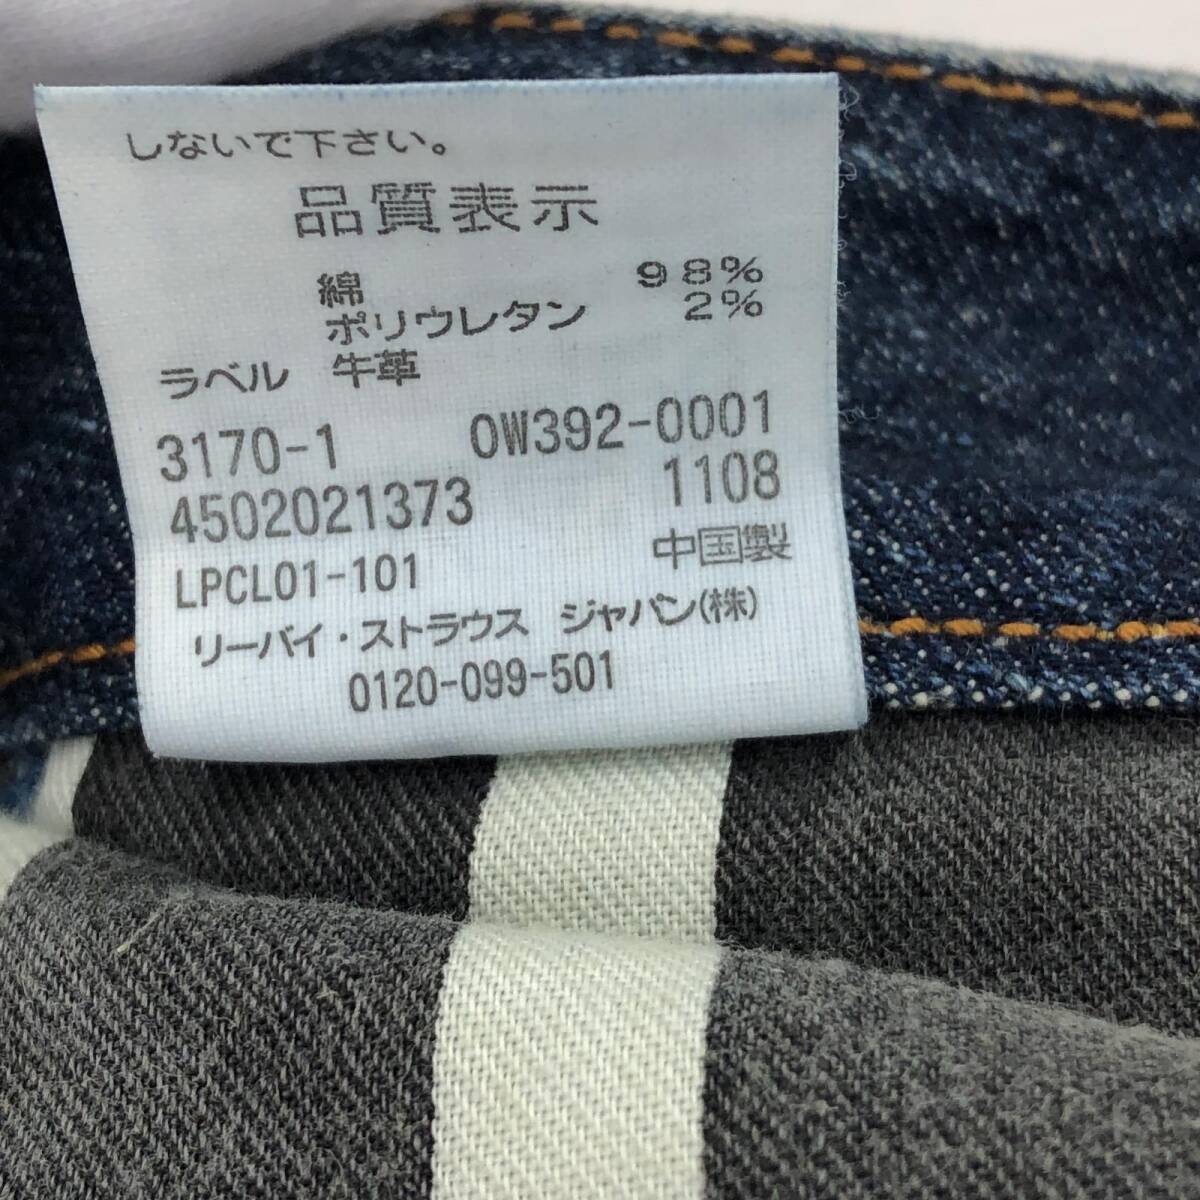 しないで下さい。
品質表示
綿 98%
ポリウレタン 2%
ラベル 牛革
3170-1 0W392-0001
4502021373 1108
LPCL01-101 中国製
リーバイ・ストラウス ジャパン(株)
0120-099-501